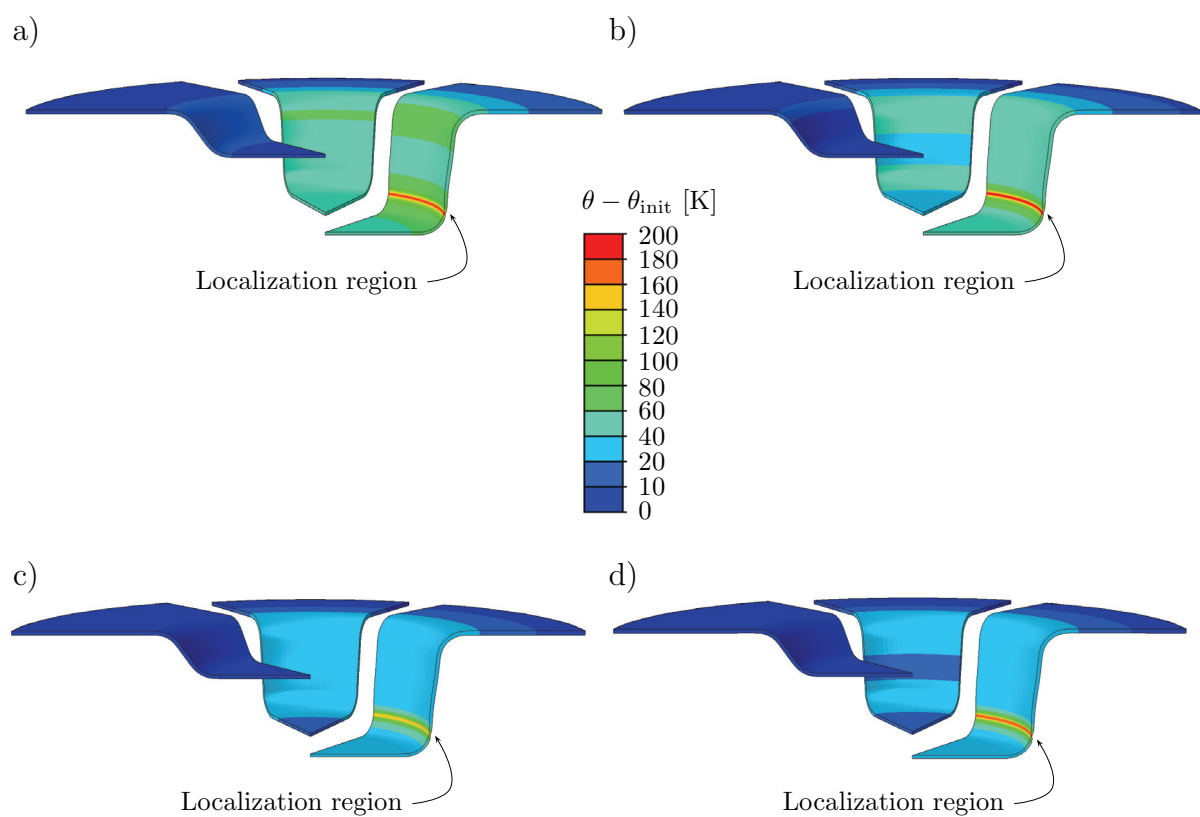 a)
b)
θ − θinit [K]
200
180
160
140
120
100
80
60
40
20
10
0
Localization region
Localization region
c)
d)
Localization region
Localization region